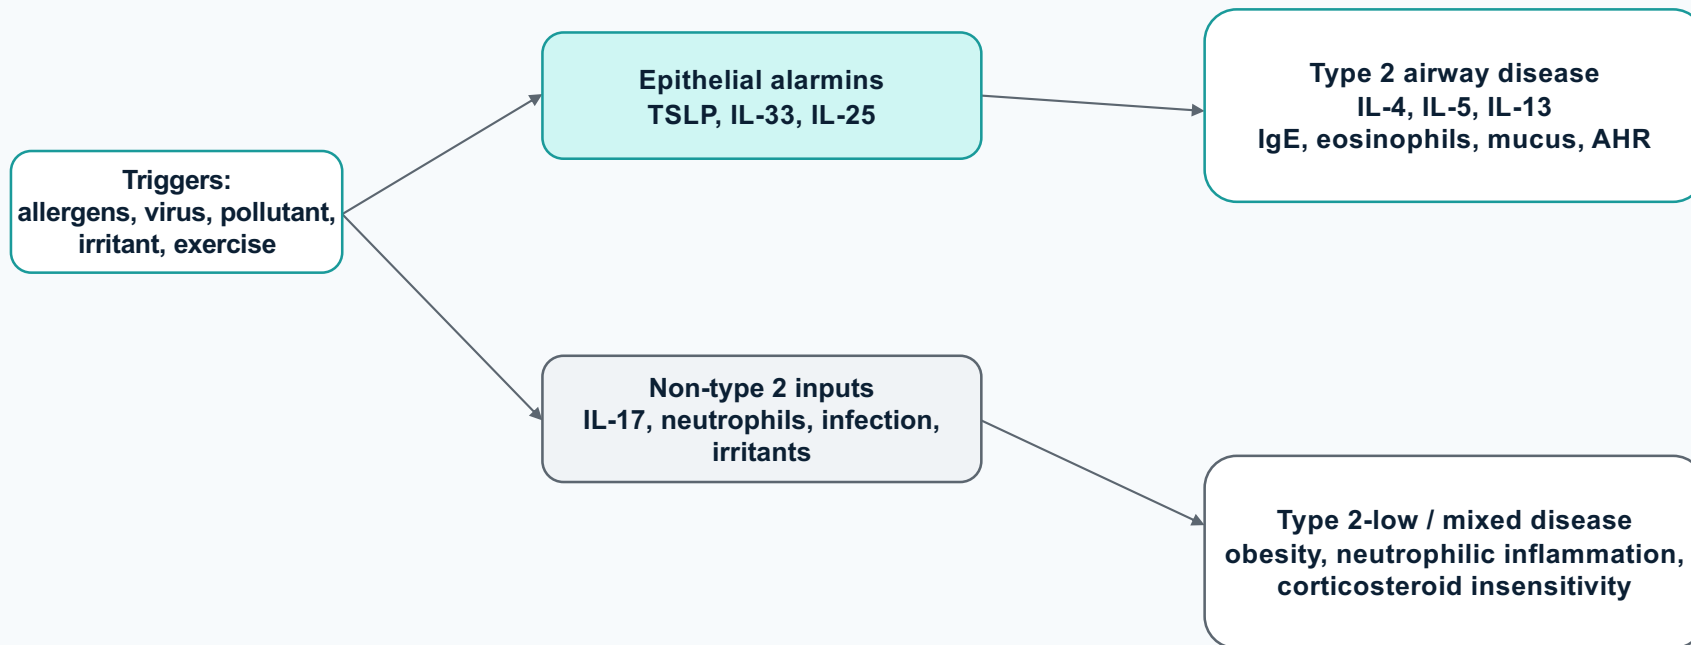 Triggers:
allergens, virus, pollutant,
irritant, exercise
Epithelial alarmins
TSLP, IL-33, IL-25
Type 2 airway disease
IL-4, IL-5, IL-13
IgE, eosinophils, mucus, AHR
Non-type 2 inputs
IL-17, neutrophils, infection,
irritants
Type 2-low / mixed disease
obesity, neutrophilic inflammation,
corticosteroid insensitivity